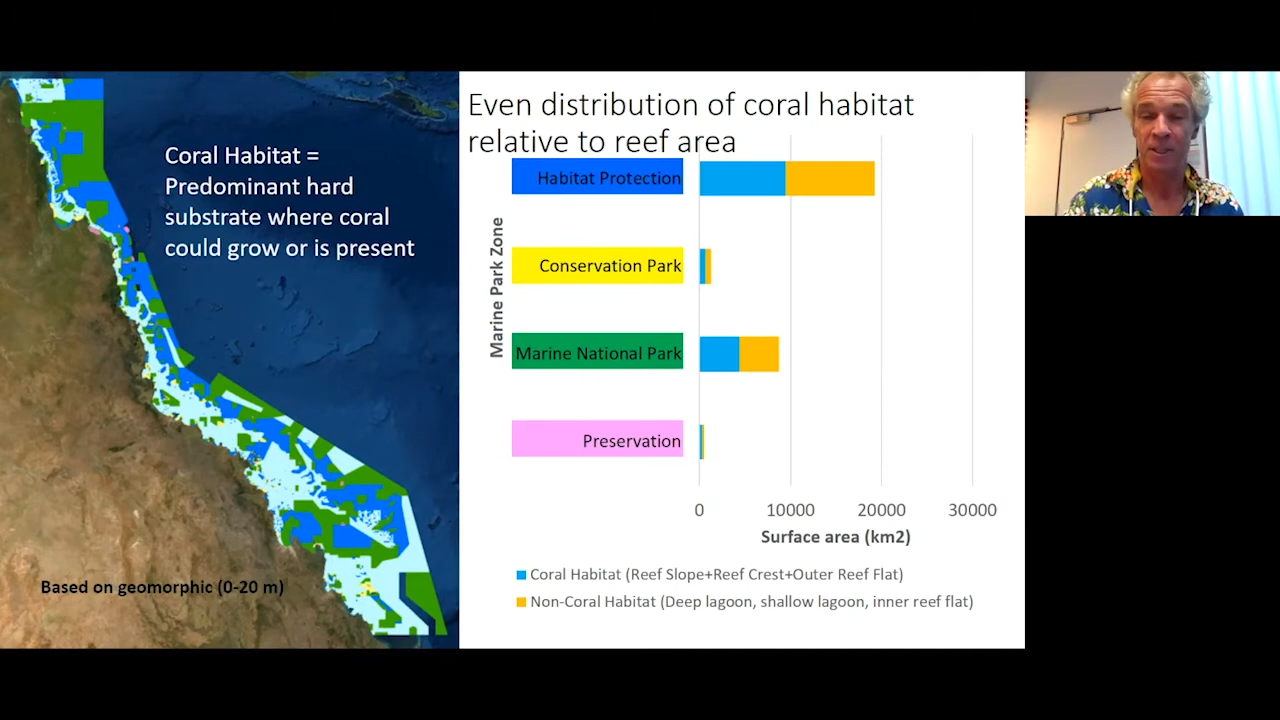 Coral Habitat =
Predominant hard
substrate where coral
could grow or is present
Based on geomorphic (0-20 m)
Even distribution of coral habitat
relative to reef area
Marine Park Zone
Habitat Protection
Conservation Park
Marine National Park
Preservation
0 10000 20000 30000
Surface area (km2)
Coral Habitat (Reef Slope+Reef Crest+Outer Reef Flat)
Non-Coral Habitat (Deep lagoon, shallow lagoon, inner reef flat)